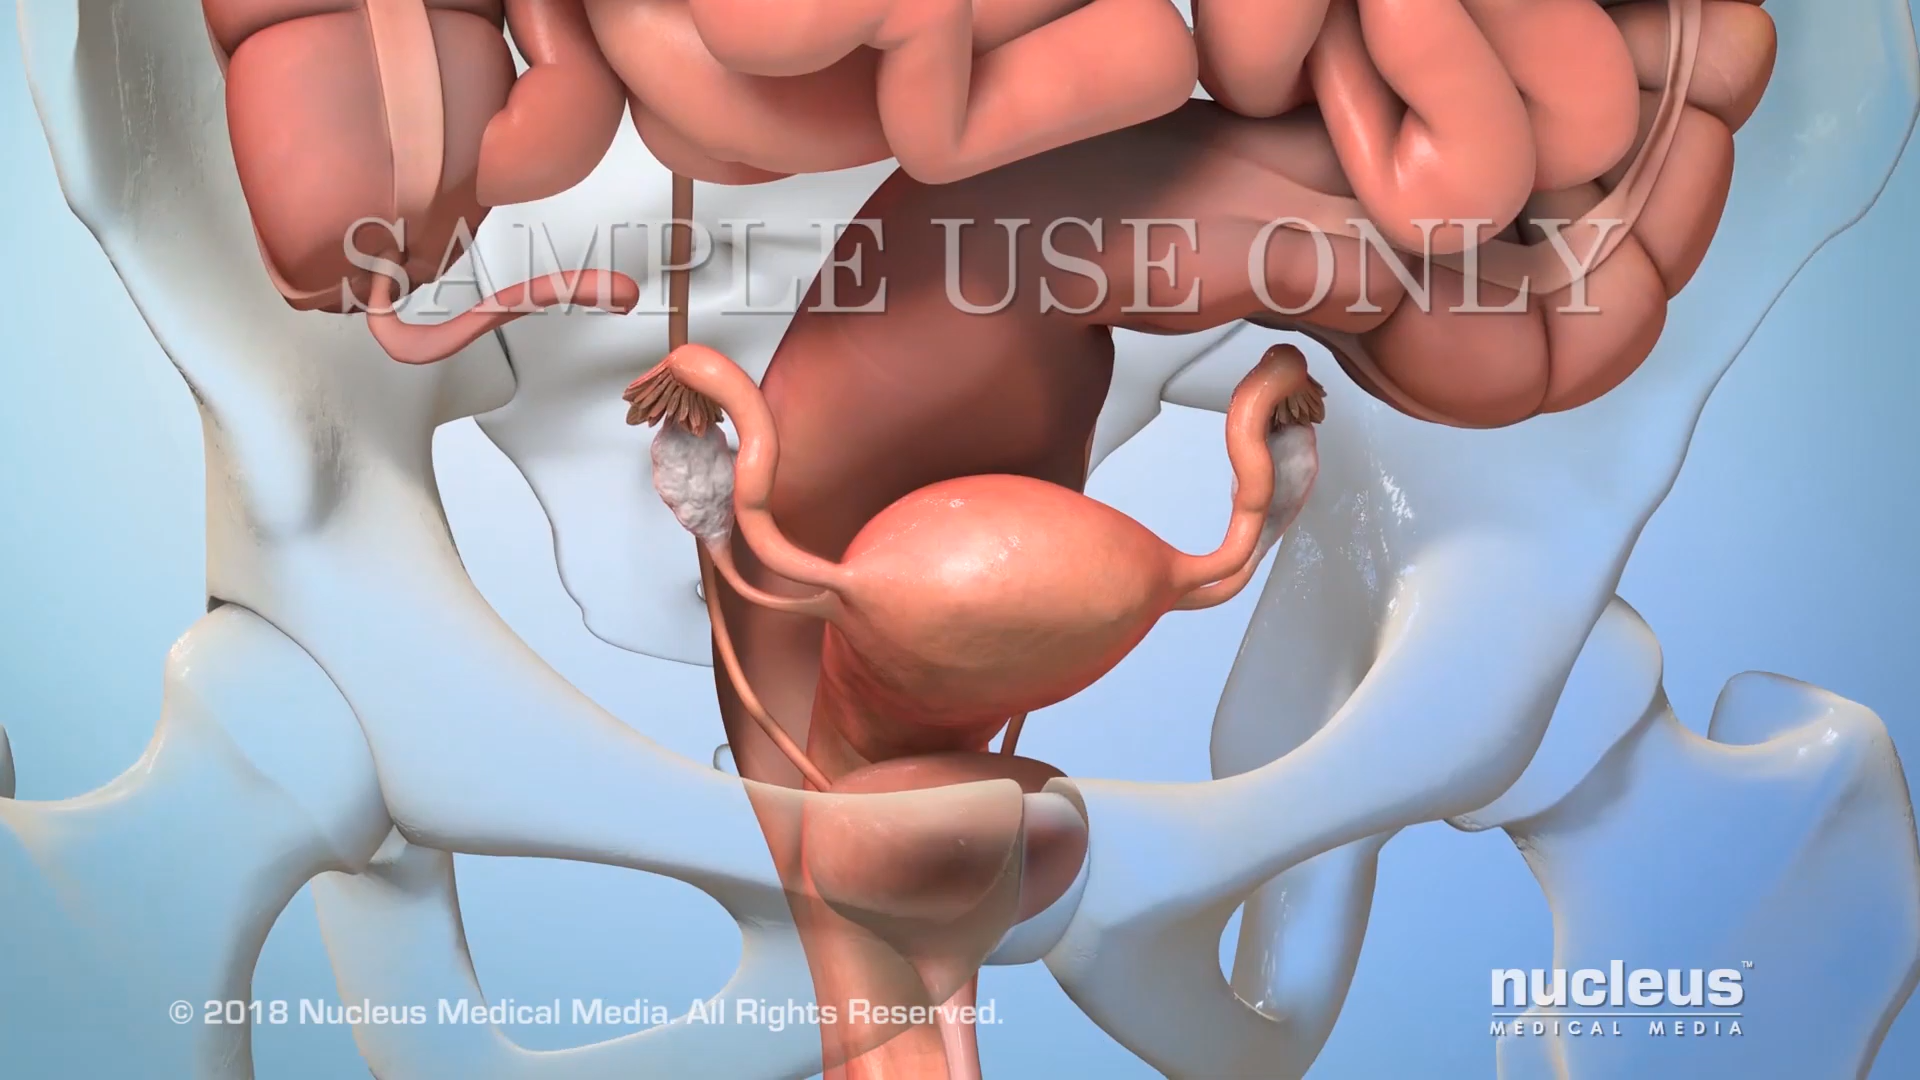 SAMPLE USE ONLY
© 2018 Nucleus Medical Media, All Rights Reserved.
nucleus™
MEDICAL MEDIA